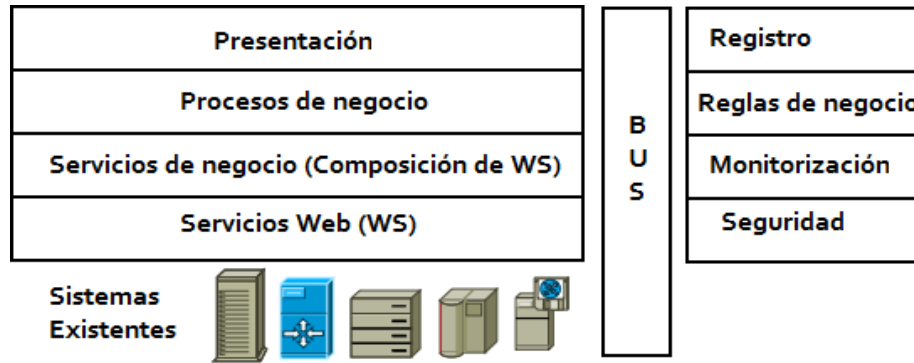 Presentación
Procesos de negocio
Servicios de negocio (Composición de WS)
Servicios Web (WS)
Sistemas
Existentes
B
U
S
Registro
Reglas de negocio
Monitorización
Seguridad